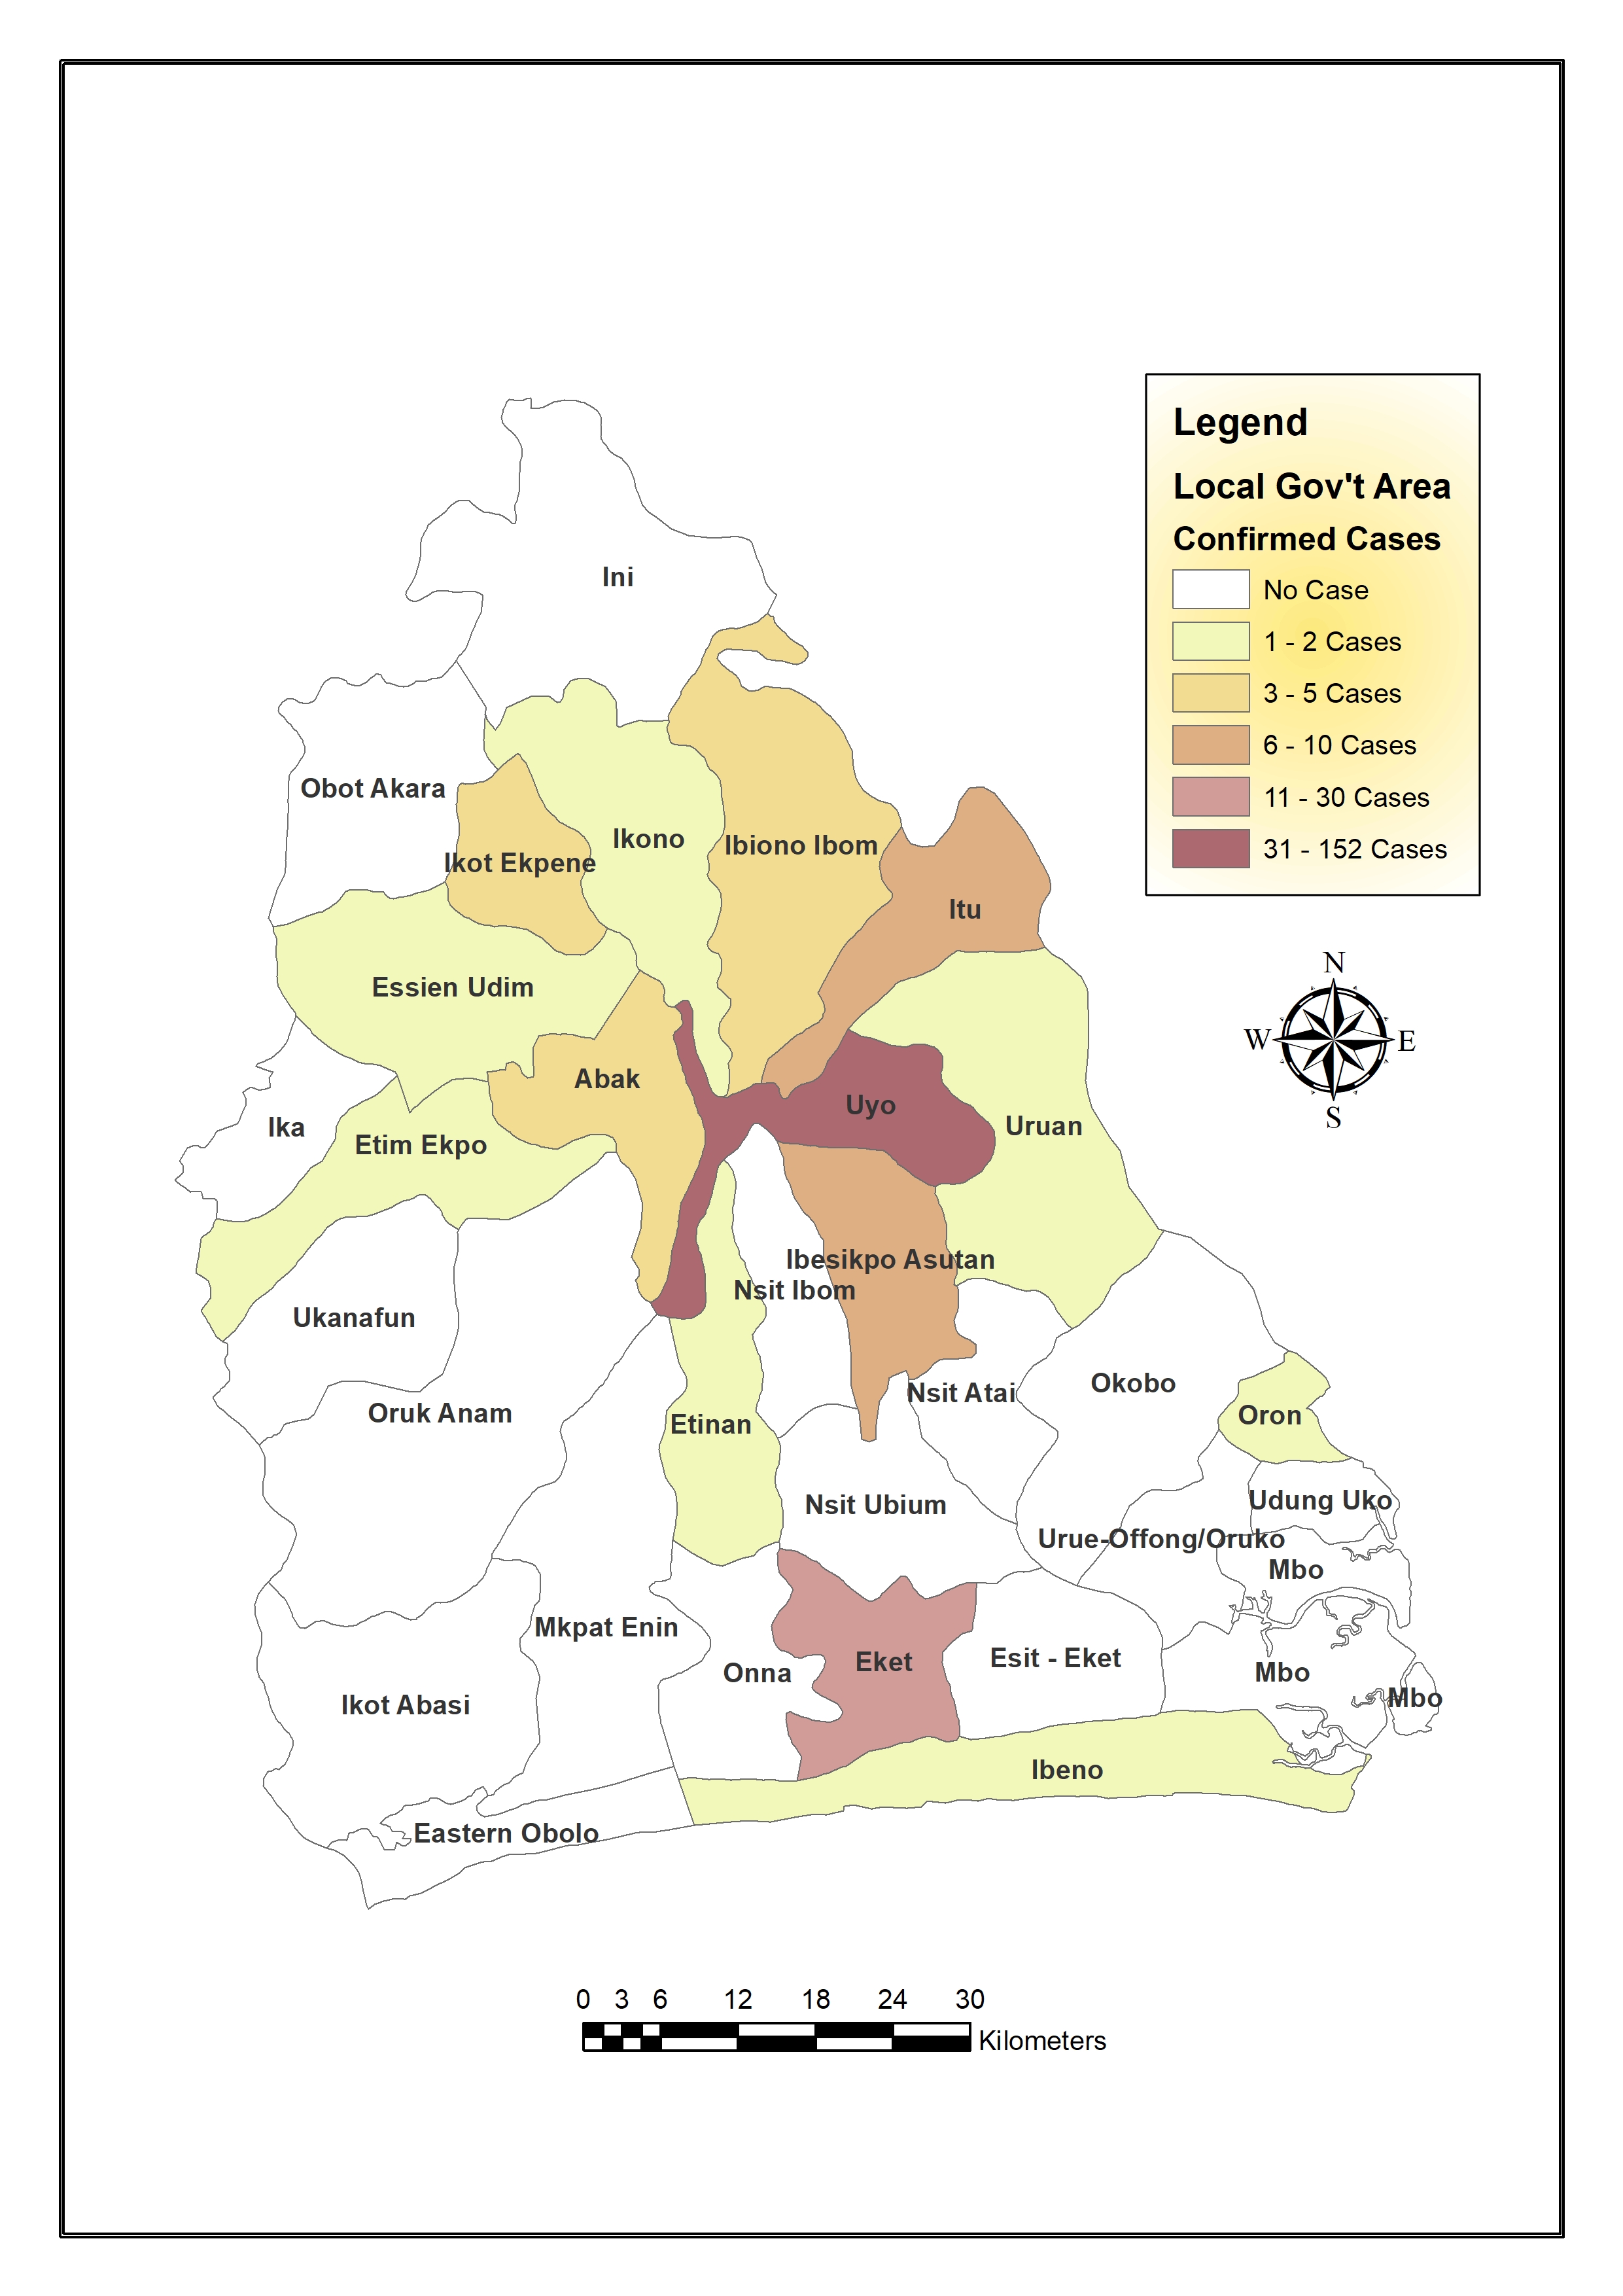 Legend
Local Gov't Area
Confirmed Cases
No Case
1 - 2 Cases
3 - 5 Cases
6 - 10 Cases
11 - 30 Cases
31 - 152 Cases
N
W
E
S
Ini
Obot Akara
Ikono
Ibiono Ibom
Ikot Ekpene
Itu
Essien Udim
Abak
Uyo
Uruan
Ika
Etim Ekpo
Ibesikpo Asutan
Nsit Ibom
Ukanafun
Okobo
Nsit Atai
Oruk Anam
Oron
Etinan
Udung Uko
Nsit Ubium
Urue-Offong/Oruko
Mbo
Mkpat Enin
Esit - Eket
Eket
Onna
Mbo
Mbo
Ikot Abasi
Ibeno
Eastern Obolo
0 3 6 12 18 24 30
Kilometers